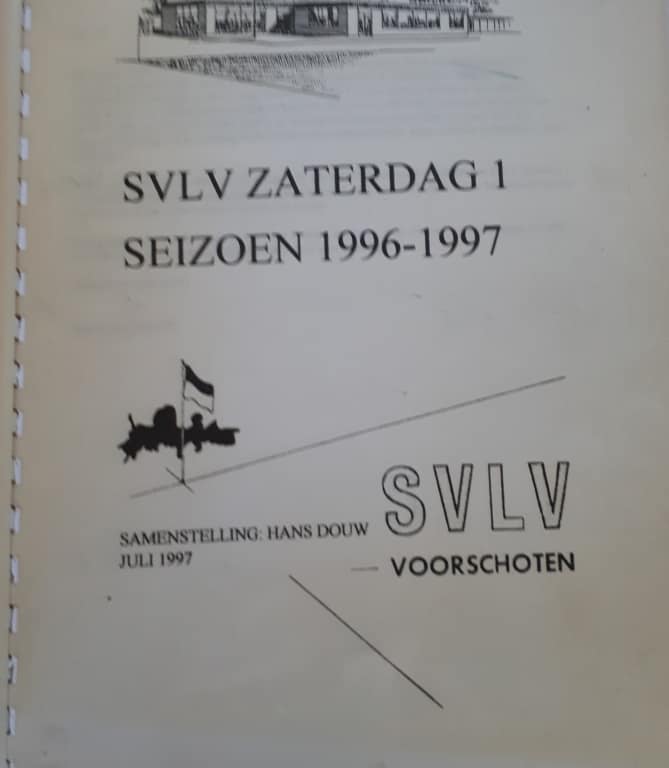 SVLV ZATERDAG 1
SEIZOEN 1996-1997
SVLV
SAMENSTELLING: HANS DOUW
JULI 1997
VOORSCHOTEN